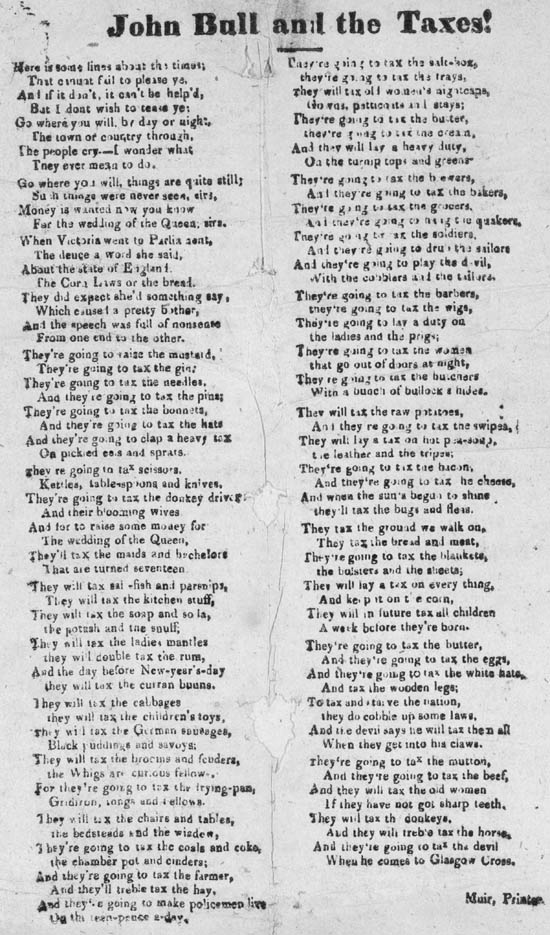 John Bull and the Taxes!
Here is some lines about the times;
That cannot fail to please ye,
And if it don't, it can't be help'd,
But I dont wish to tease ye;
Go where you will, by day or night,
The town or country through,
The people cry—I wonder what
They ever mean to do.
Go where you will, things are quite still;
Such things were never seen, sirs,
Money is wanted now you know
For the wedding of the Queen, sirs.
When Victoria went to Parliament,
The deuce a word she said,
About the state of England.
The Corn Laws or the bread.
They did expect she'd something say,
Which caused a pretty bother,
And the speech was full of nonsense
From one end to the other.
They're going to raise the mustard,
They're going to tax the gin;
They're going to tax the needles,
And they're going to tax the pins;
They're going to tax the bonnets,
And they're going to tax the hats
And they're going to clap a heavy tax
On pickled eels and sprats.
They're going to tax scissors,
Kettles, table-spoons and knives,
They're going to tax the donkey drivers
And their blooming wives
And for to raise some money for
The wedding of the Queen,
They'll tax the maids and bachelors
That are turned seventeen.
They will tax salt-fish and parsnips,
They will tax the kitchen stuff,
They will tax the soap and soda,
the potash and the snuff;
They will tax the ladies mantles
they will double tax the rum,
And the day before New-year's-day
they will tax the curran buuns.
They will tax the cabbages
they will tax the children's toys,
They will tax the German sausages,
Black puddings and savoys;
They will tax the brooms and fenders,
the Whigs are curious fellows,
For they're going to tax the frying-pan,
Gridiron, tongs and bellows.
They will tax the chairs and tables,
the bedsteads and the window,
They're going to tax the coals and coke,
the chamber pot and cinders;
And they're going to tax the farmer,
And they'll treble tax the hay,
And they're going to make policemen live
On the teen-pence a-day.
They're going to tax the salt-box,
they're going to tax the trays,
They will tax old women's nightcaps,
Gowns, petticoats and stays;
They're going to tax the butter,
they're going to tax the cream,
And they will lay a heavy duty,
On the turnip tops and greens
They're going to tax the brewers,
And they're going to tax the bakers,
They're going to tax the grocers,
And they're going to hang the quakers,
They're going to tax the soldiers,
And they're going to drub the sailors
And they're going to play the devil,
With the cobblers and the tailors.
They're going to tax the barbers,
they're going to tax the wigs,
They're going to lay a duty on
the ladies and the prigs;
They're going to tax the women
that go out of doors at night,
They're going to tax the butchers
With a bunch of bullock's hides.
They will tax the raw potatoes,
And they're going to tax the swipes,
They will lay a tax on hot pea-soup,
the leather and the tripes;
They're going to tax the bacon,
And they're going to tax he cheese,
And when the sun's begun to shine
they'll tax the bugs and fleas.
They tax the ground we walk on,
They tax the bread and meat,
They're going to tax the blankets,
the bolsters and the sheets;
They will lay a tax on every thing,
And keep it on the corn,
They will in future tax all children
A week before they're born.
They're going to tax the butter,
And they're going to tax the eggs,
And they're going to tax the white hats,
And tax the wooden legs;
To tax and starve the nation,
they do cobble up some laws,
And the devil says he will tax them all
When they get into his claws.
They're going to tax the mutton,
And they're going to tax the beef,
And they will tax the old women
If they have not got sharp teeth.
They will tax th donkeys,
And they will treble tax the horse,
And they're going to tax the devil
When he comes to Glasgow Cross.
Muir, Printer